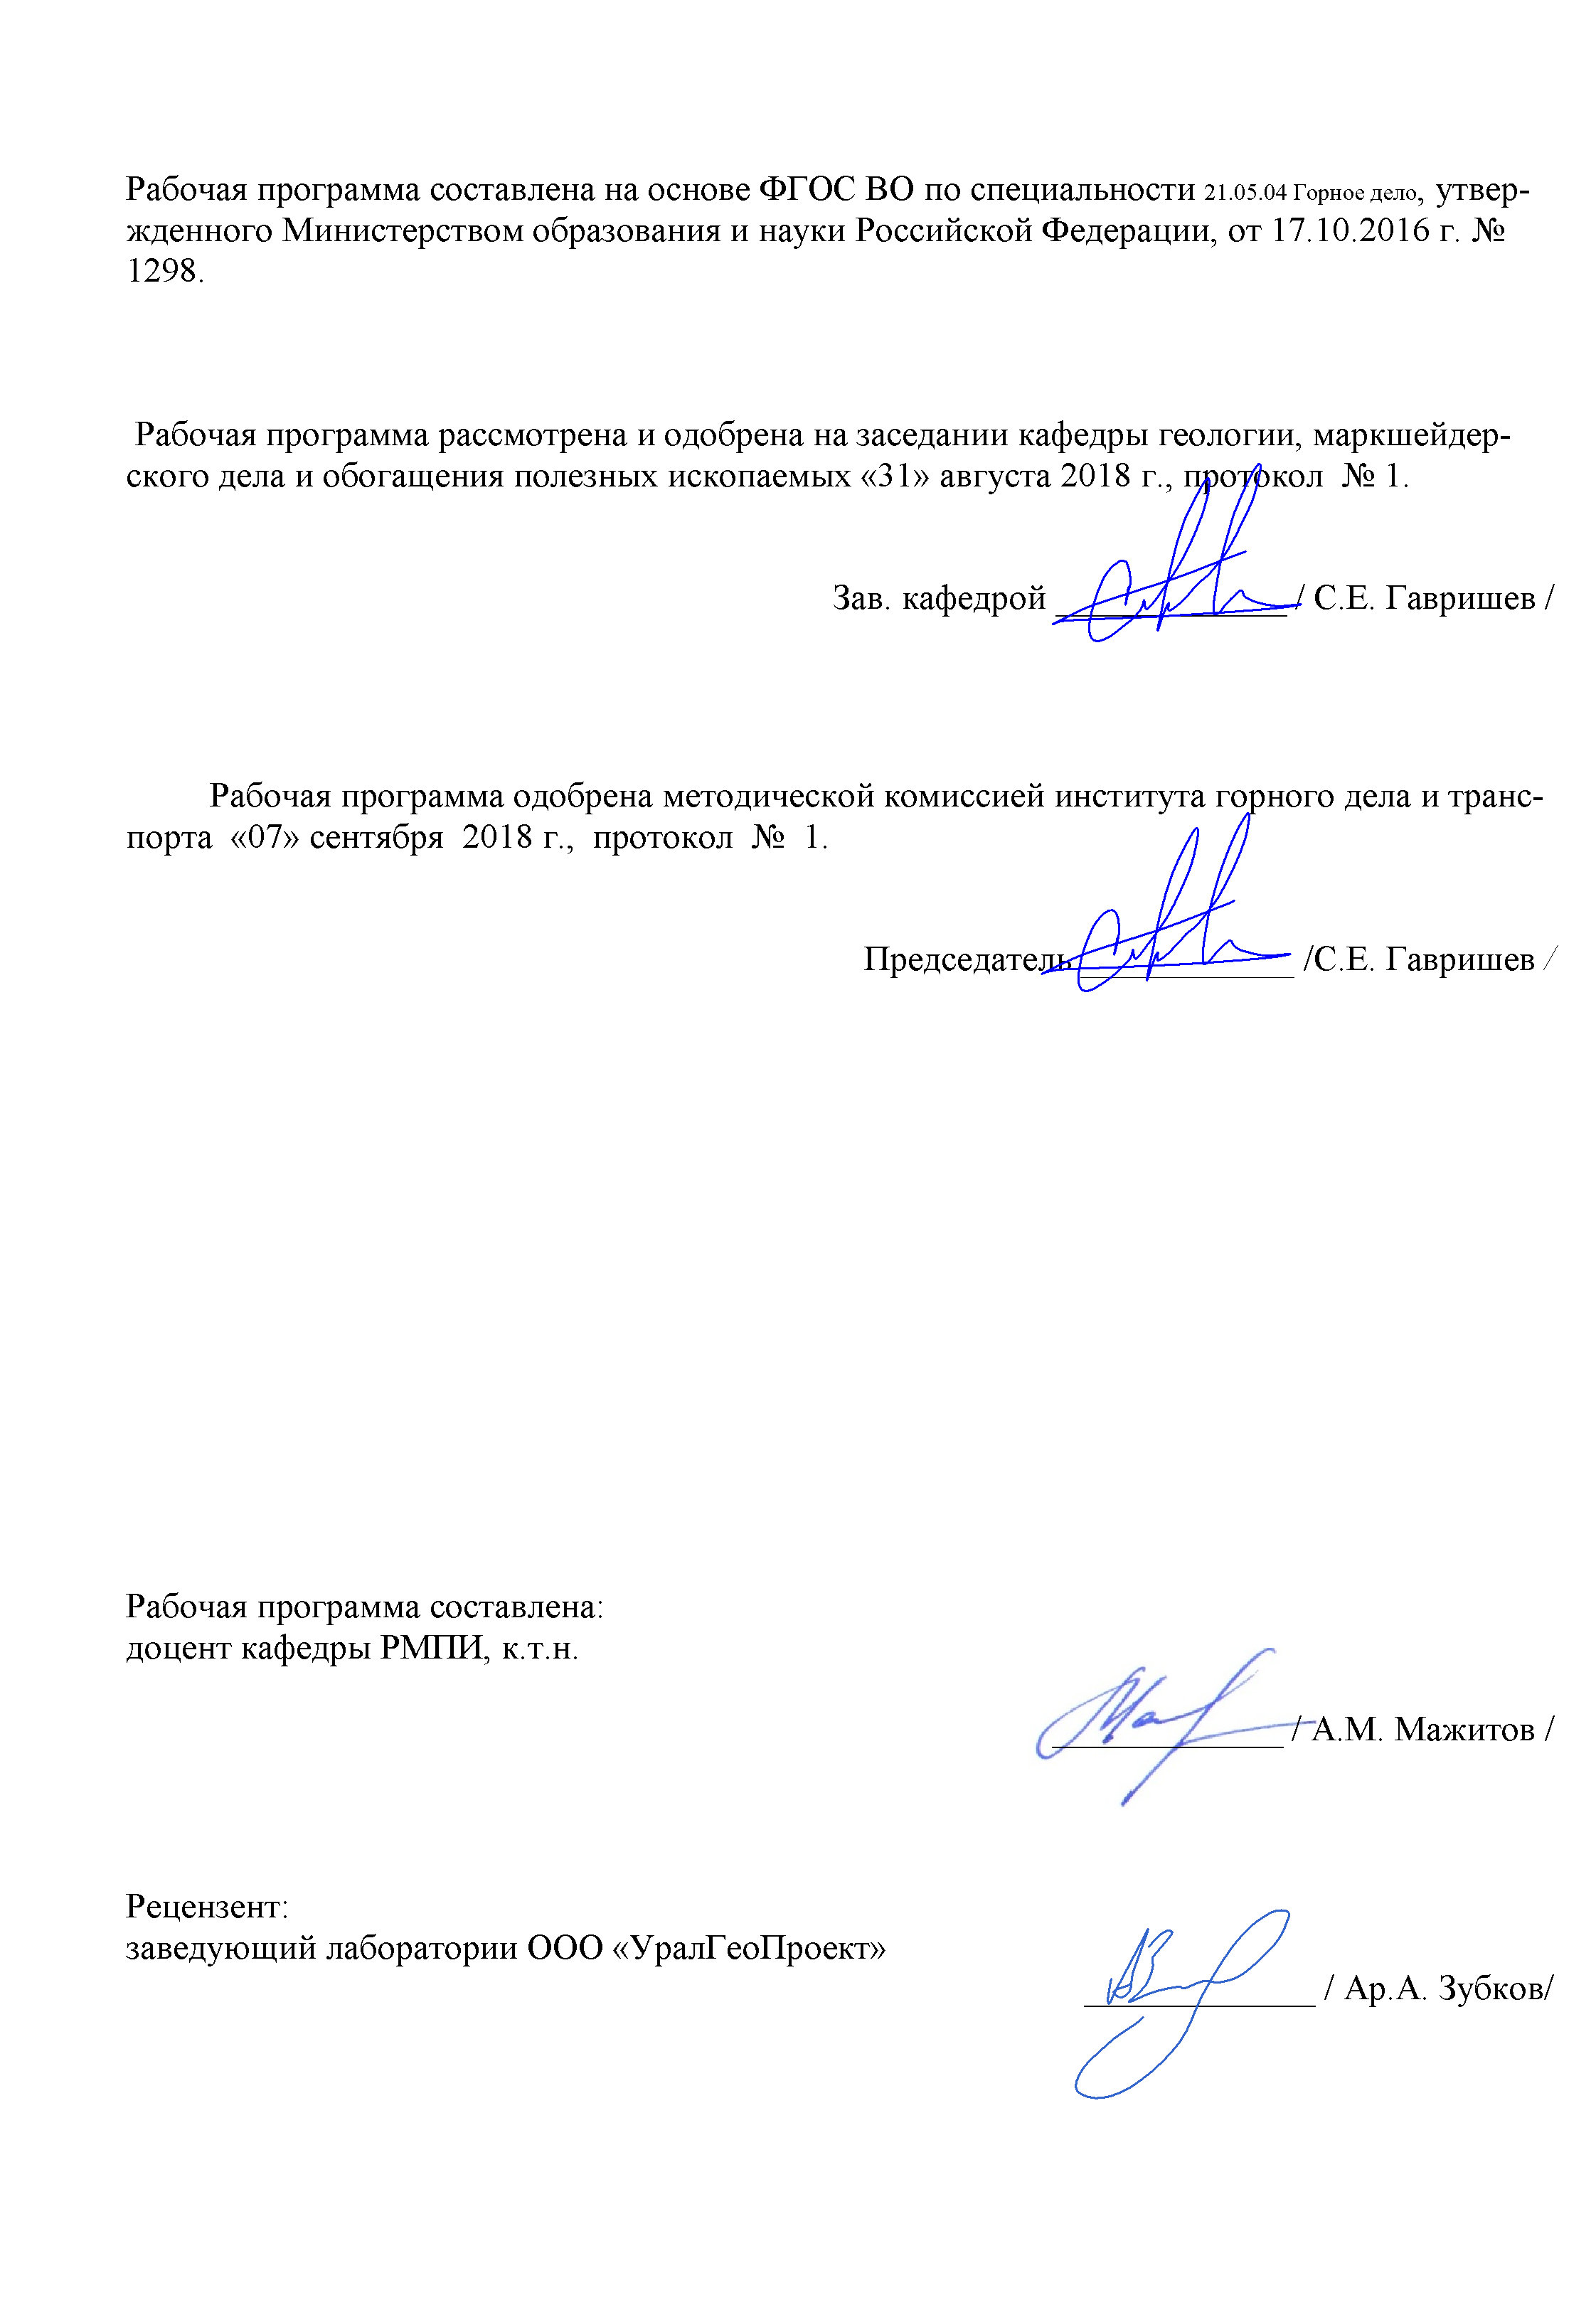 Рабочая программа составлена на основе ФГОС ВО по специальности 21.05.04 Горное дело, утвер-
жденного Министерством образования и науки Российской Федерации, от 17.10.2016 г. №
1298.
Рабочая программа рассмотрена и одобрена на заседании кафедры геологии, маркшейдер-
ского дела и обогащения полезных ископаемых «31» августа 2018 г., протокол № 1.
Зав. кафедрой _____________/ С.Е. Гавришев /
Рабочая программа одобрена методической комиссией института горного дела и транс-
порта «07» сентября 2018 г., протокол № 1.
Председатель ____________ /С.Е. Гавришев /
Рабочая программа составлена:
доцент кафедры РМПИ, к.т.н.
_____________ / А.М. Мажитов /
Рецензент:
заведующий лаборатории ООО «УралГеоПроект»
_____________ / Ар.А. Зубков/